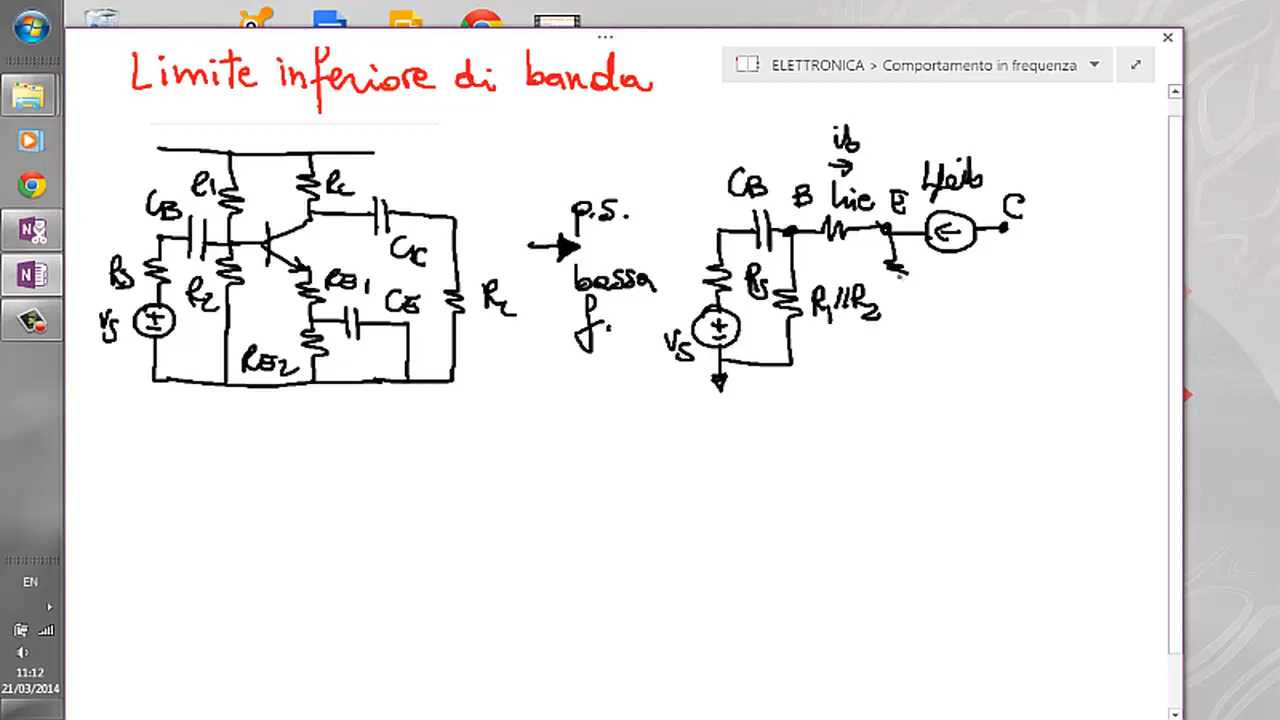 Limite inferiore di banda
ELETTRONICA > Comportamento in frequenza
R1
RC
CB
CC
RS
R2
RE1
CE
RL
vs
RE2
p.s.
bassa
f.
ib
CB
B
hie
E
hfeib
C
RS
R1//R2
vs
EN
11:12
21/03/2014